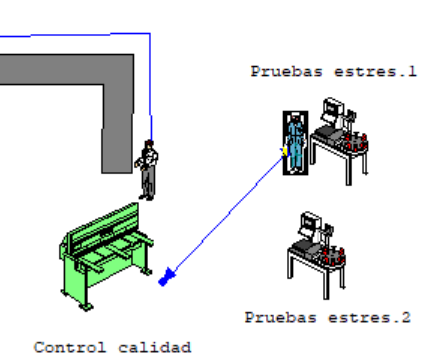 Pruebas estres.1
Pruebas estres.2
Control calidad